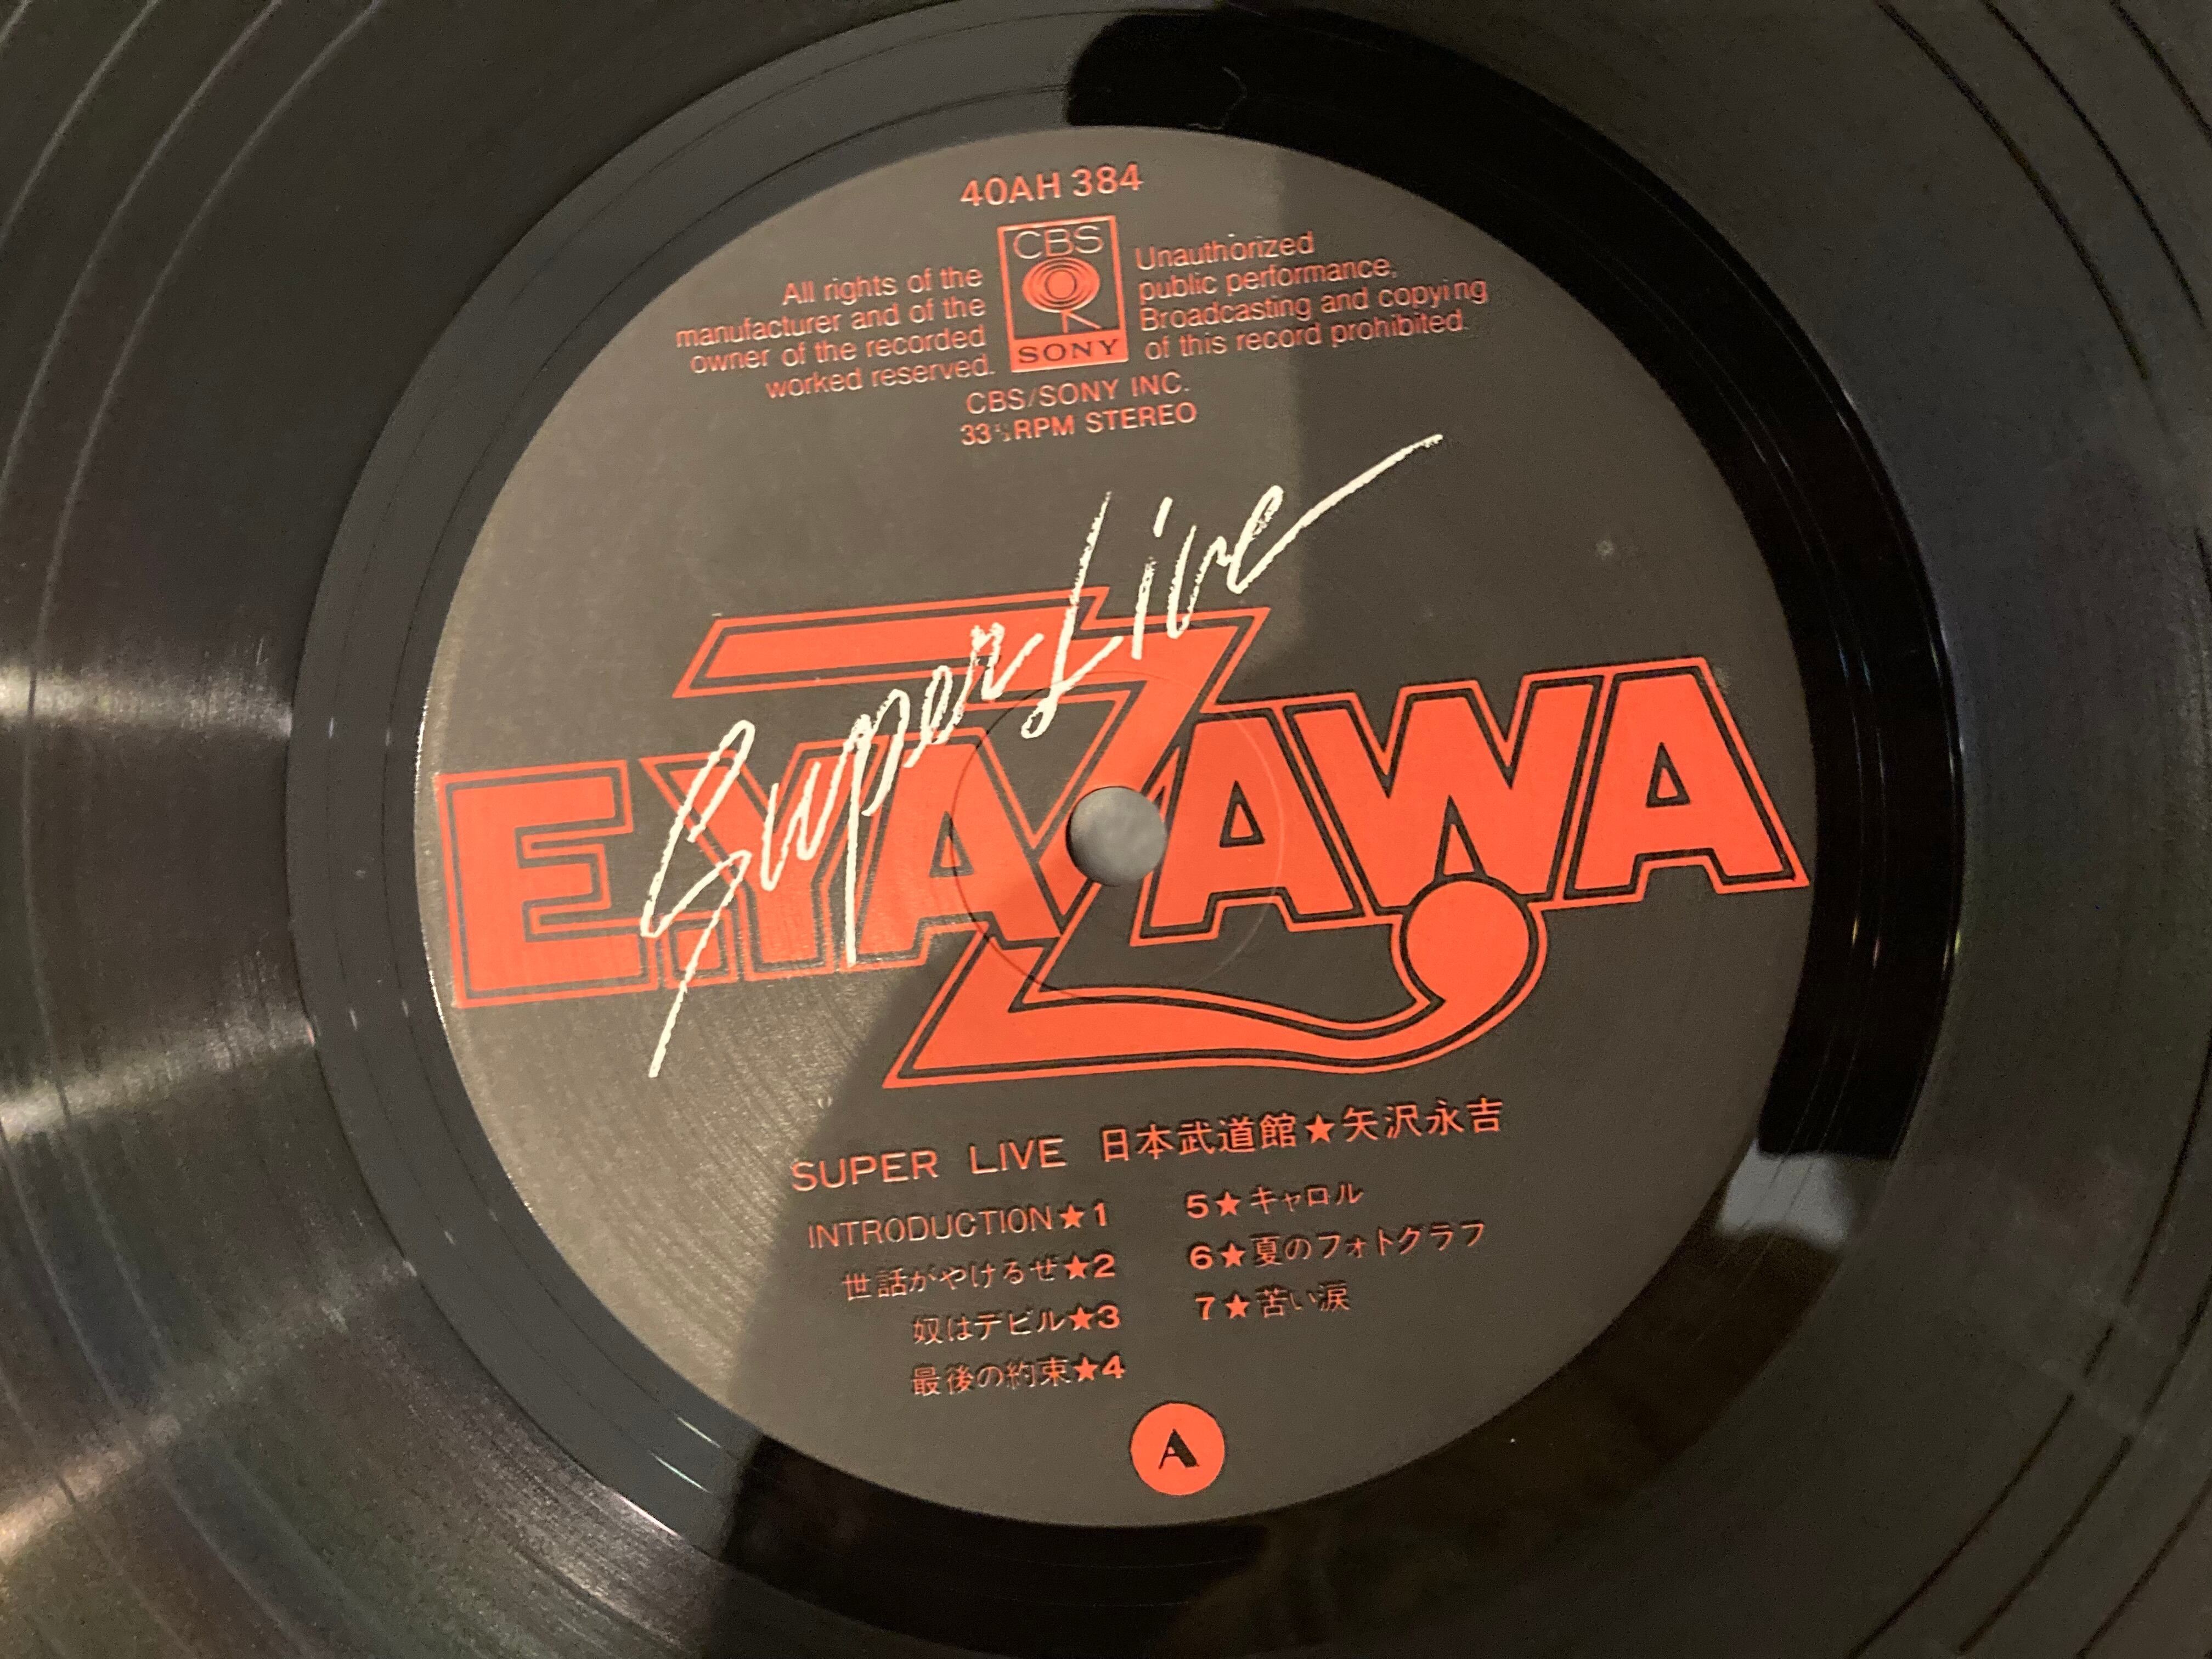 40AH 384
CBS
SONY
All rights of the
manufacturer and of the
owner of the recorded
worked reserved.
Unauthorized
public performance,
Broadcasting and copying
of this record prohibited.
CBS/SONY INC.
33⅓RPM STEREO
Super Live
E.YAZAWA
SUPER LIVE 日本武道館★矢沢永吉
INTRODUCTION★1
世話がやけるぜ★2
奴はデビル★3
最後の約束★4
5★キャロル
6★夏のフォトグラフ
7★苦い涙
A